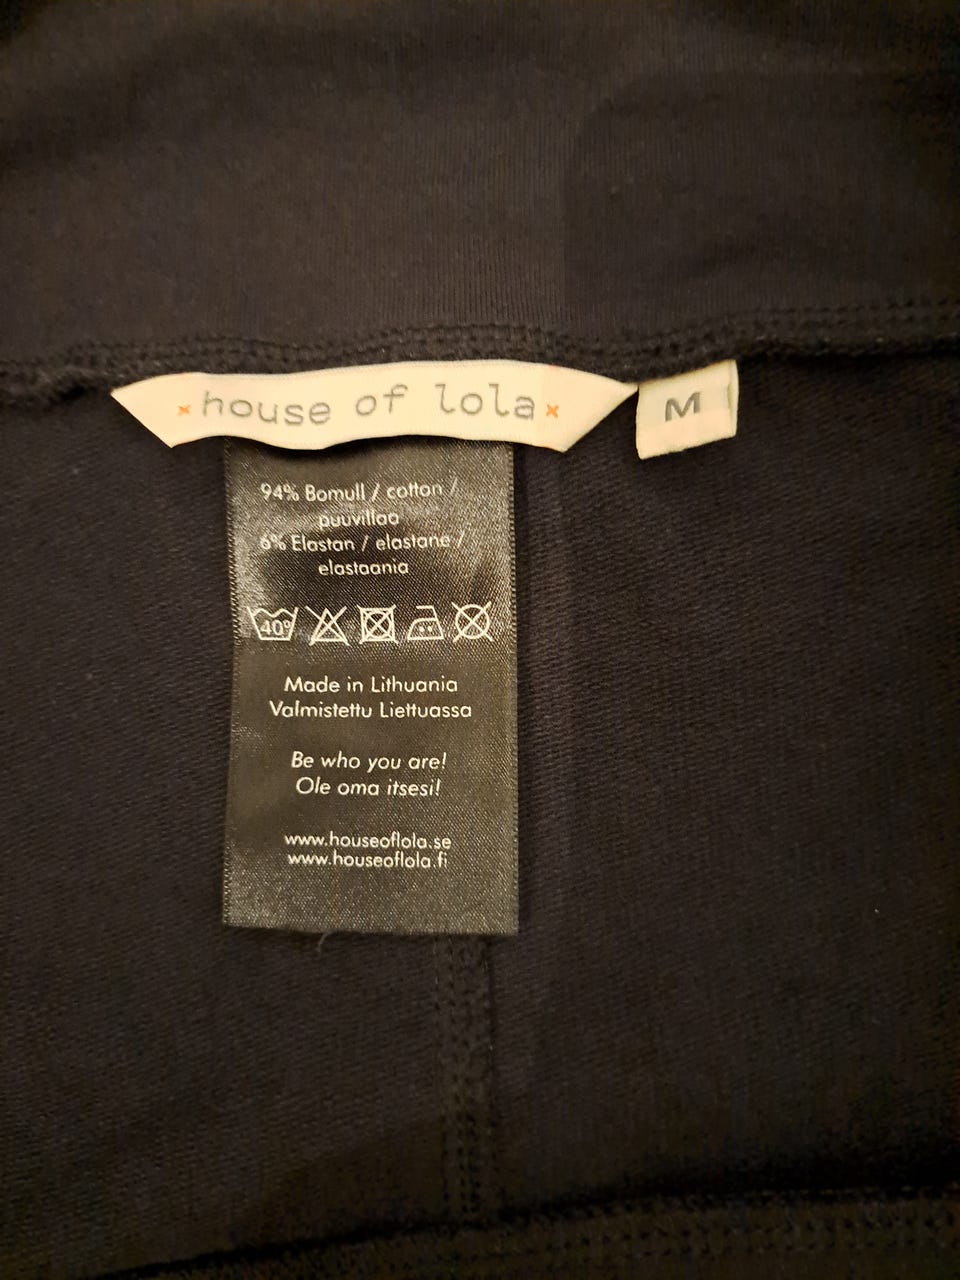 house of lola
M
94% Bomull / cotton /
puuvillaa
6% Elastan / elastane /
elastaania
40°
Made in Lithuania
Valmistettu Liettuassa
Be who you are!
Ole oma itsesi!
www.houseoflola.se
www.houseoflola.fi